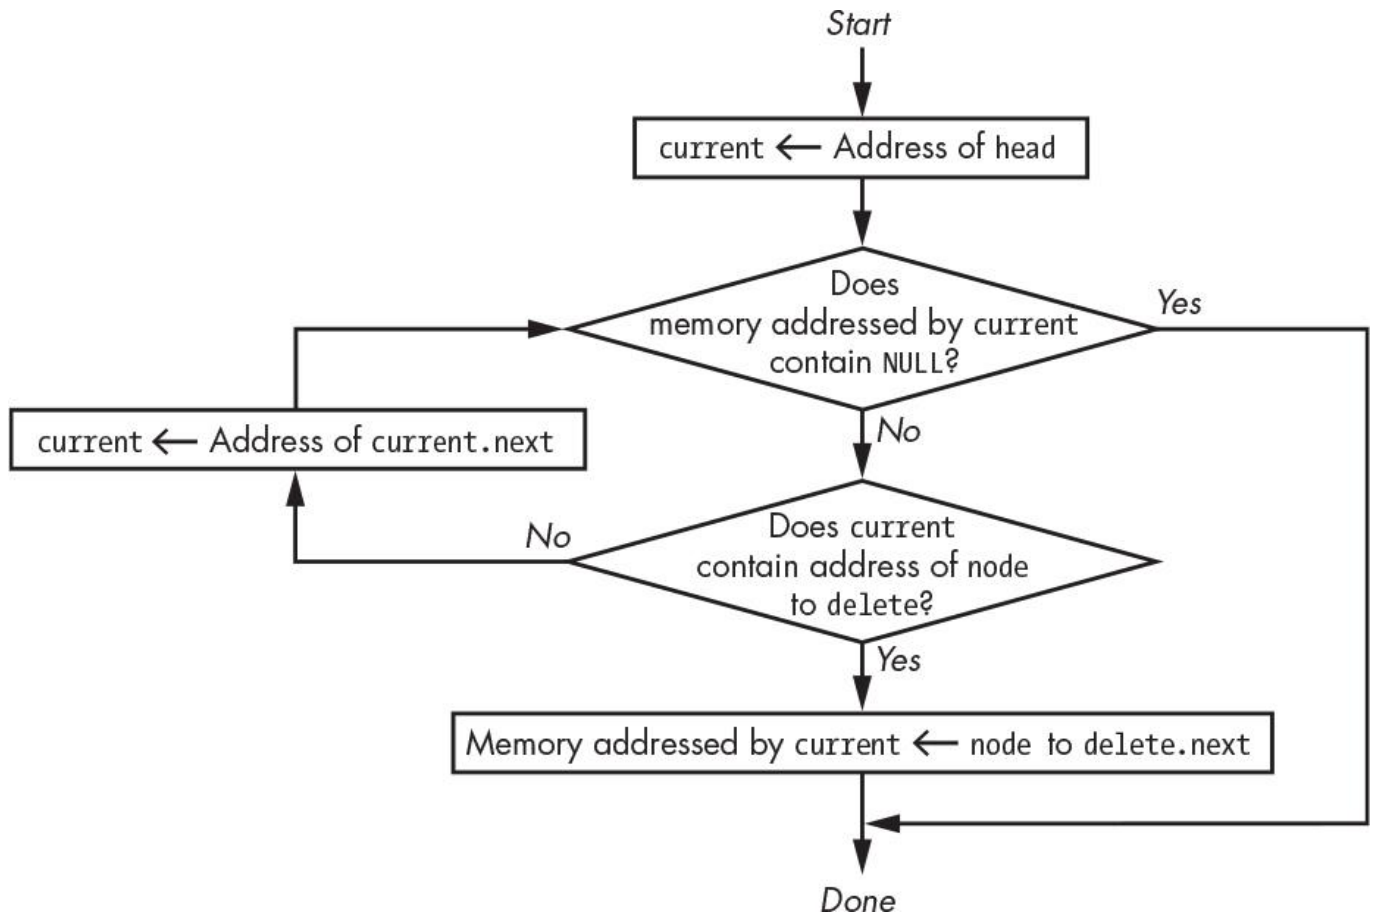 Start
current ← Address of head
Does
memory addressed by current
contain NULL?
Yes
No
current ← Address of current.next
Does current
contain address of node
to delete?
No
Yes
Memory addressed by current ← node to delete.next
Done